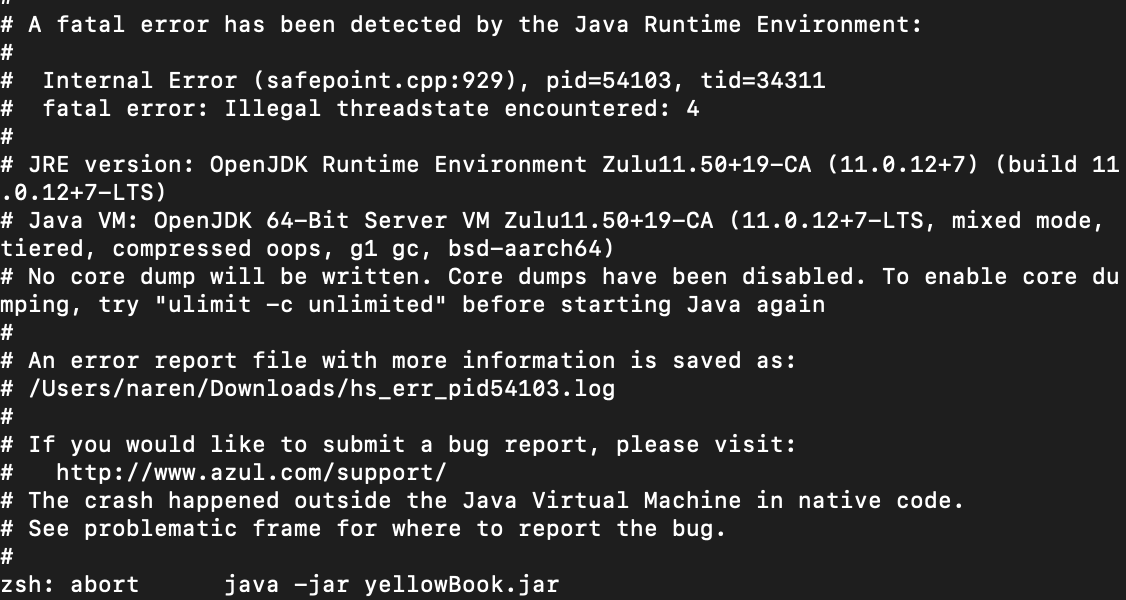 #
# A fatal error has been detected by the Java Runtime Environment:
#
#  Internal Error (safepoint.cpp:929), pid=54103, tid=34311
#  fatal error: Illegal threadstate encountered: 4
#
# JRE version: OpenJDK Runtime Environment Zulu11.50+19-CA (11.0.12+7) (build 11
.0.12+7-LTS)
# Java VM: OpenJDK 64-Bit Server VM Zulu11.50+19-CA (11.0.12+7-LTS, mixed mode,
tiered, compressed oops, g1 gc, bsd-aarch64)
# No core dump will be written. Core dumps have been disabled. To enable core du
mping, try "ulimit -c unlimited" before starting Java again
#
# An error report file with more information is saved as:
# /Users/naren/Downloads/hs_err_pid54103.log
#
# If you would like to submit a bug report, please visit:
#   http://www.azul.com/support/
# The crash happened outside the Java Virtual Machine in native code.
# See problematic frame for where to report the bug.
#
zsh: abort      java -jar yellowBook.jar